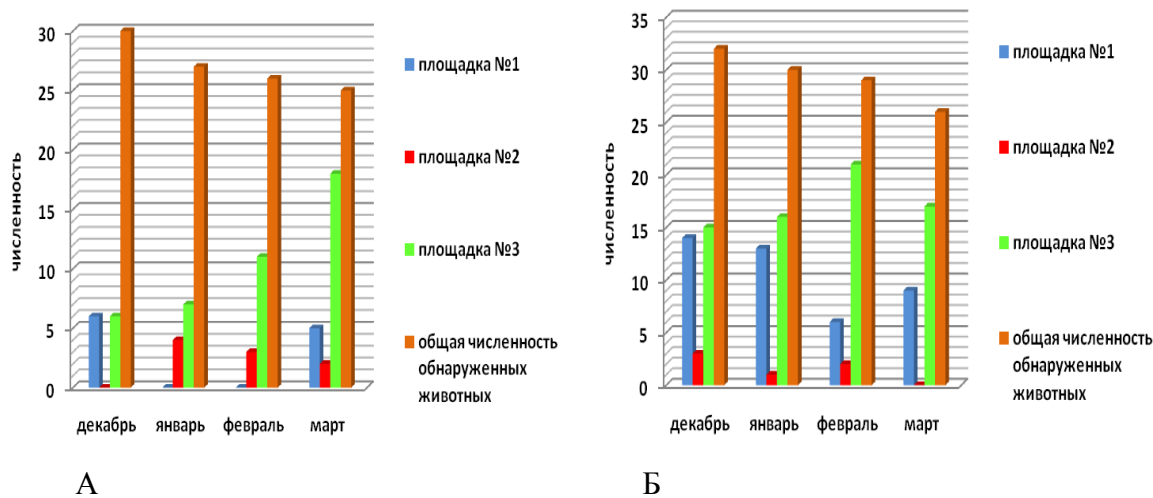 численность
30
25
20
15
10
5
0
декабрь январь февраль март
площадка №1
площадка №2
площадка №3
общая численность
обнаруженных
животных
А
численность
35
30
25
20
15
10
5
0
декабрь январь февраль март
площадка №1
площадка №2
площадка №3
общая численность
обнаруженных
животных
Б